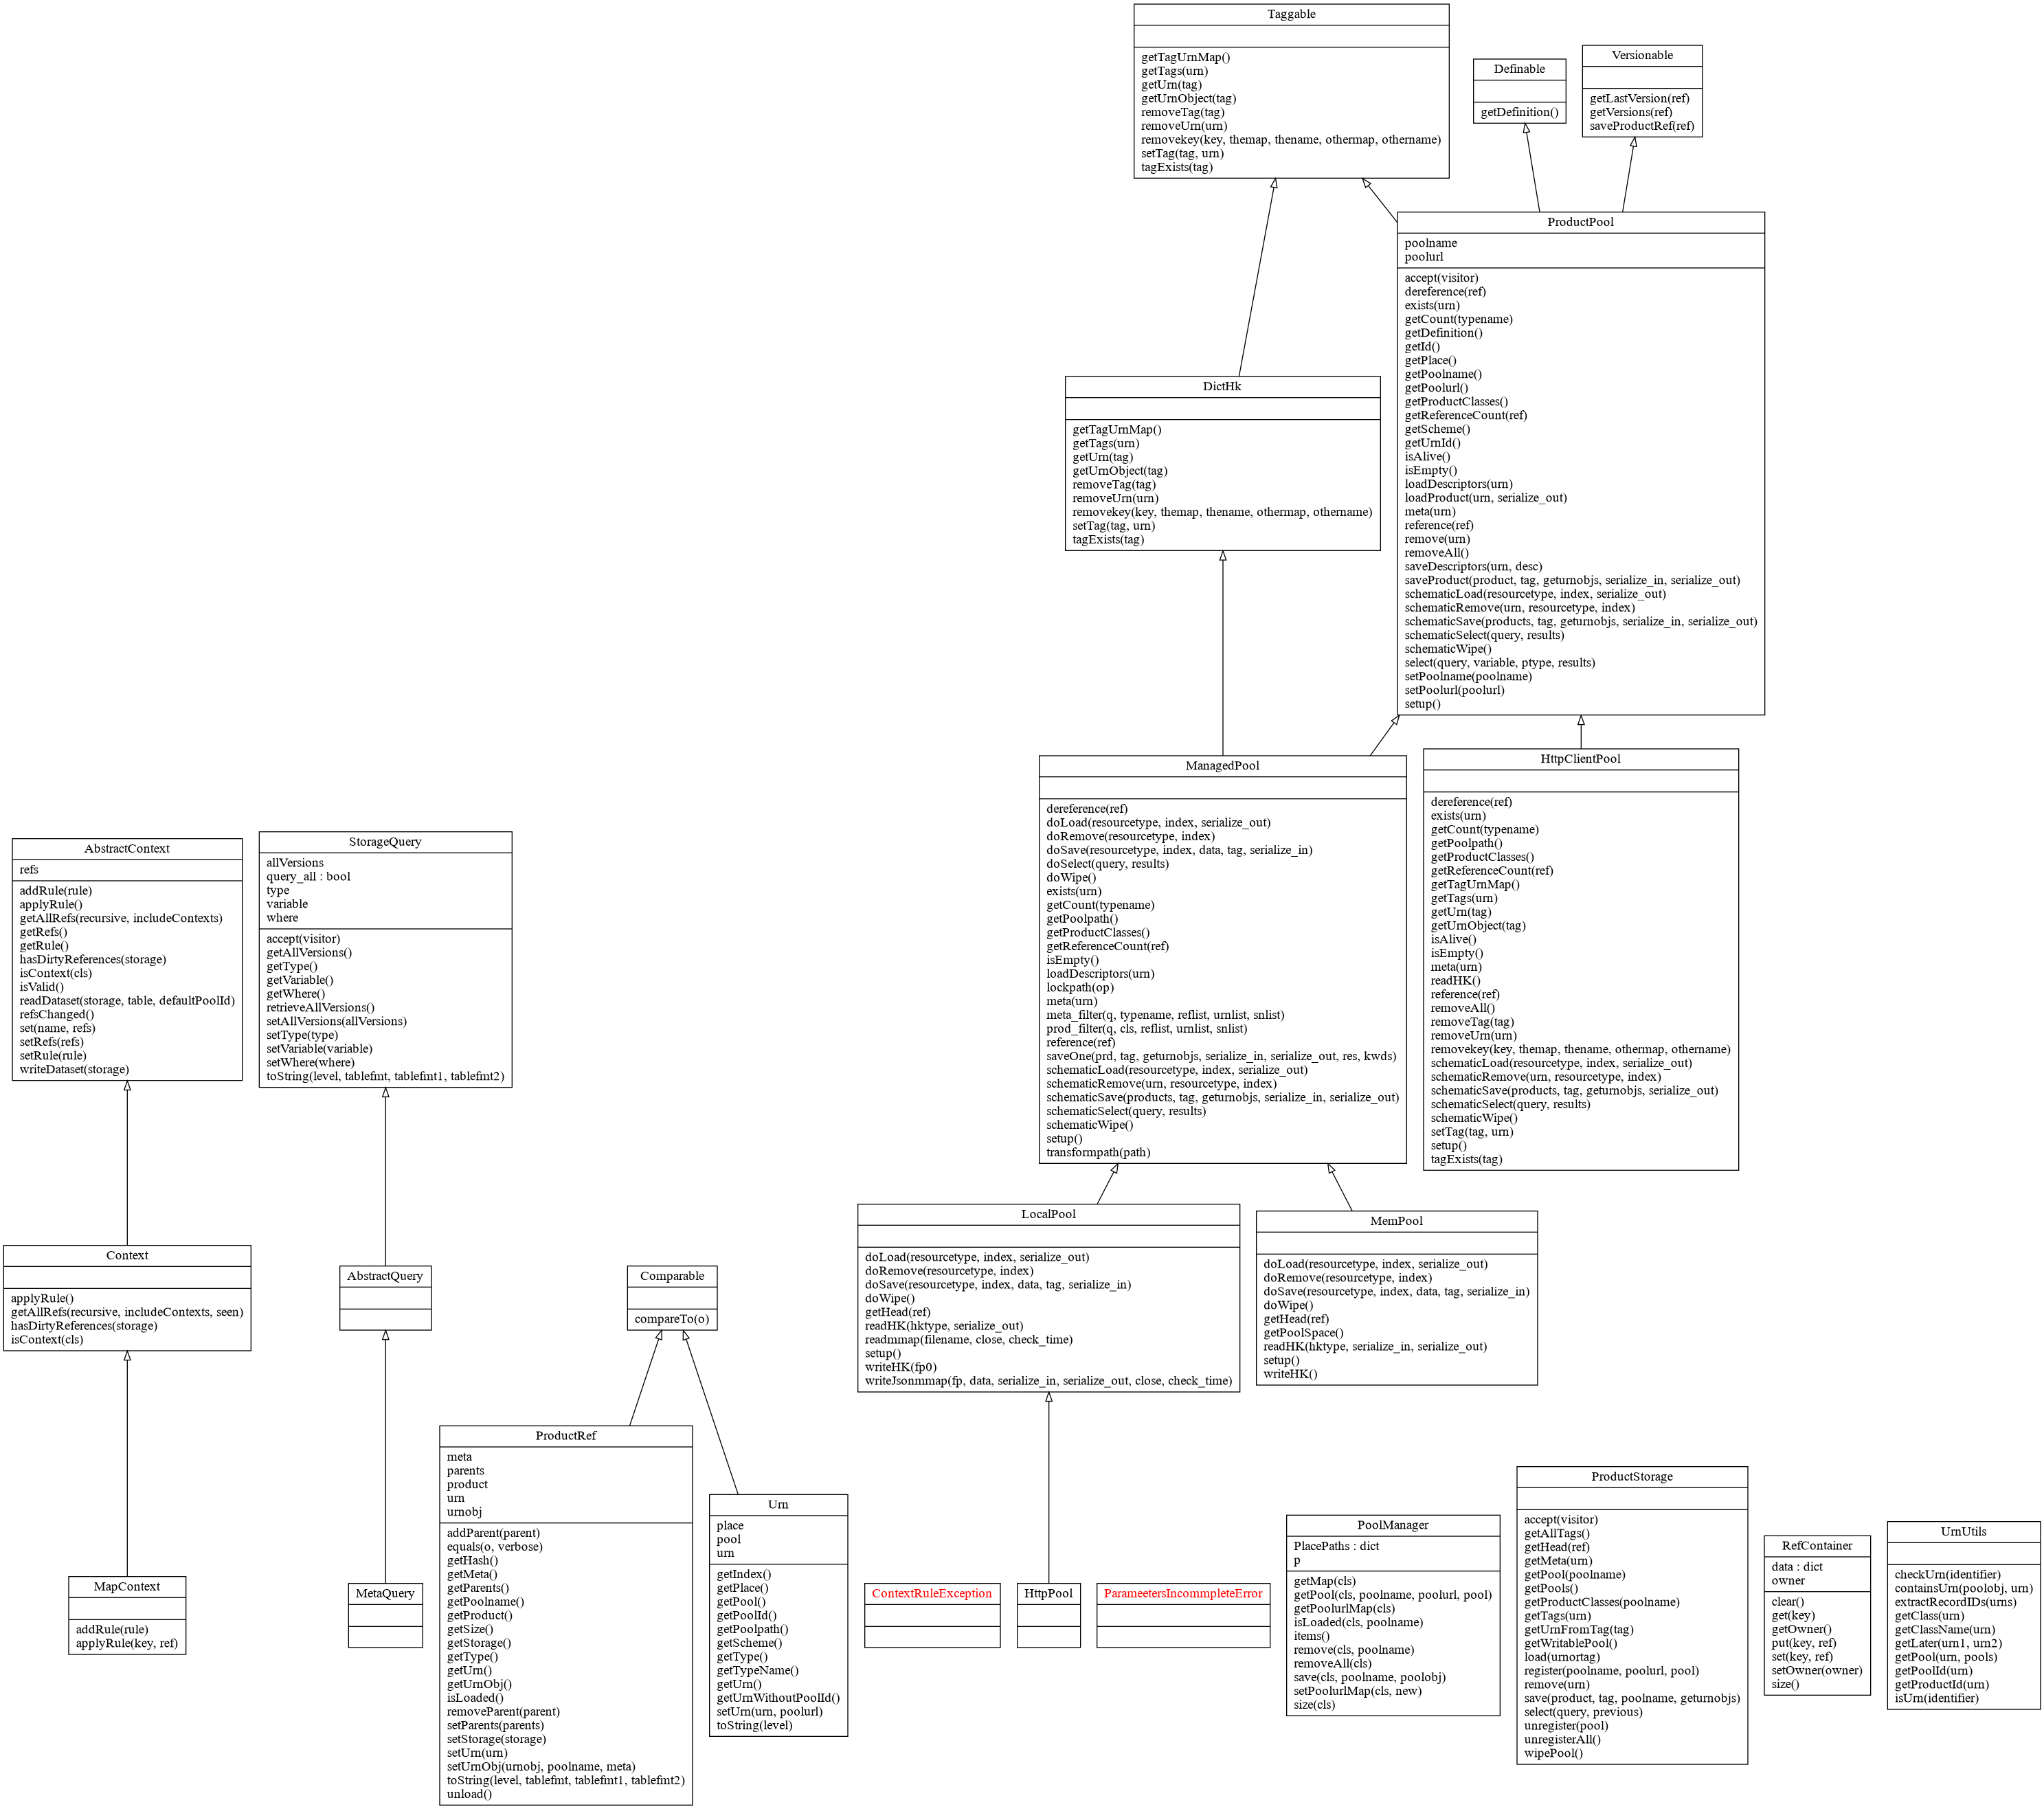 Taggable
getTagUrnMap()
getTags(urn)
getUrn(tag)
getUrnObject(tag)
removeTag(tag)
removeUrn(urn)
removekey(key, themap, thename, othermap, othername)
setTag(tag, urn)
tagExists(tag)
Definable
getDefinition()
Versionable
getLastVersion(ref)
getVersions(ref)
saveProductRef(ref)
ProductPool
poolname
poolurl
accept(visitor)
dereference(ref)
exists(urn)
getCount(typename)
getDefinition()
getId()
getPlace()
getPoolname()
getPoolurl()
getProductClasses()
getReferenceCount(ref)
getScheme()
getUrnId()
isAlive()
isEmpty()
loadDescriptors(urn)
loadProduct(urn, serialize_out)
meta(urn)
reference(ref)
remove(urn)
removeAll()
saveDescriptors(urn, desc)
saveProduct(product, tag, geturnobjs, serialize_in, serialize_out)
schematicLoad(resourcetype, index, serialize_out)
schematicRemove(urn, resourcetype, index)
schematicSave(products, tag, geturnobjs, serialize_in, serialize_out)
schematicSelect(query, results)
schematicWipe()
select(query, variable, ptype, results)
setPoolname(poolname)
setPoolurl(poolurl)
setup()
DictHk
getTagUrnMap()
getTags(urn)
getUrn(tag)
getUrnObject(tag)
removeTag(tag)
removeUrn(urn)
removekey(key, themap, thename, othermap, othername)
setTag(tag, urn)
tagExists(tag)
ManagedPool
dereference(ref)
doLoad(resourcetype, index, serialize_out)
doRemove(resourcetype, index)
doSave(resourcetype, index, data, tag, serialize_in)
doSelect(query, results)
doWipe()
exists(urn)
getCount(typename)
getPoolpath()
getProductClasses()
getReferenceCount(ref)
isEmpty()
loadDescriptors(urn)
lockpath(op)
meta(urn)
meta_filter(q, typename, reflist, urnlist, snlist)
prod_filter(q, cls, reflist, urnlist, snlist)
reference(ref)
saveOne(prd, tag, geturnobjs, serialize_in, serialize_out, res, kwds)
schematicLoad(resourcetype, index, serialize_out)
schematicRemove(urn, resourcetype, index)
schematicSave(products, tag, geturnobjs, serialize_in, serialize_out)
schematicSelect(query, results)
schematicWipe()
setup()
transformpath(path)
HttpClientPool
dereference(ref)
exists(urn)
getCount(typename)
getPoolpath()
getProductClasses()
getReferenceCount(ref)
getTagUrnMap()
getTags(urn)
getUrn(tag)
getUrnObject(tag)
isAlive()
isEmpty()
meta(urn)
readHK()
reference(ref)
removeAll()
removeTag(tag)
removeUrn(urn)
removekey(key, themap, thename, othermap, othername)
schematicLoad(resourcetype, index, serialize_out)
schematicRemove(urn, resourcetype, index)
schematicSave(products, tag, geturnobjs, serialize_out)
schematicSelect(query, results)
schematicWipe()
setTag(tag, urn)
setup()
tagExists(tag)
AbstractContext
refs
addRule(rule)
applyRule()
getAllRefs(recursive, includeContexts)
getRefs()
getRule()
hasDirtyReferences(storage)
isContext(cls)
isValid()
readDataset(storage, table, defaultPoolId)
refsChanged()
set(name, refs)
setRefs(refs)
setRule(rule)
writeDataset(storage)
StorageQuery
allVersions
query_all : bool
type
variable
where
accept(visitor)
getAllVersions()
getType()
getVariable()
getWhere()
retrieveAllVersions()
setAllVersions(allVersions)
setType(type)
setVariable(variable)
setWhere(where)
toString(level, tablefmt, tablefmt1, tablefmt2)
Context
applyRule()
getAllRefs(recursive, includeContexts, seen)
hasDirtyReferences(storage)
isContext(cls)
AbstractQuery
Comparable
compareTo(o)
LocalPool
doLoad(resourcetype, index, serialize_out)
doRemove(resourcetype, index)
doSave(resourcetype, index, data, tag, serialize_in)
doWipe()
getHead(ref)
readHK(hktype, serialize_out)
readmmap(filename, close, check_time)
setup()
writeHK(fp0)
writeJsonmmap(fp, data, serialize_in, serialize_out, close, check_time)
MemPool
doLoad(resourcetype, index, serialize_out)
doRemove(resourcetype, index)
doSave(resourcetype, index, data, tag, serialize_in)
doWipe()
getHead(ref)
getPoolSpace()
readHK(hktype, serialize_in, serialize_out)
setup()
writeHK()
MapContext
addRule(rule)
applyRule(key, ref)
MetaQuery
ProductRef
meta
parents
product
urn
urnobj
addParent(parent)
equals(o, verbose)
getHash()
getMeta()
getParents()
getPoolname()
getProduct()
getSize()
getStorage()
getType()
getUrn()
getUrnObj()
isLoaded()
removeParent(parent)
setParents(parents)
setStorage(storage)
setUrn(urn)
setUrnObj(urnobj, poolname, meta)
toString(level, tablefmt, tablefmt1, tablefmt2)
unload()
Urn
place
pool
urn
getIndex()
getPlace()
getPool()
getPoolId()
getPoolpath()
getScheme()
getType()
getTypeName()
getUrn()
getUrnWithoutPoolId()
setUrn(urn, poolurl)
toString(level)
ContextRuleException
HttpPool
ParameetersIncommpleteError
PoolManager
PlacePaths : dict
p
getMap(cls)
getPool(cls, poolname, poolurl, pool)
getPoolurlMap(cls)
isLoaded(cls, poolname)
items()
remove(cls, poolname)
removeAll(cls)
save(cls, poolname, poolobj)
setPoolurlMap(cls, new)
size(cls)
ProductStorage
accept(visitor)
getAllTags()
getHead(ref)
getMeta(urn)
getPool(poolname)
getPools()
getProductClasses(poolname)
getTags(urn)
getUrnFromTag(tag)
getWritablePool()
load(urnortag)
register(poolname, poolurl, pool)
remove(urn)
save(product, tag, poolname, geturnobjs)
select(query, previous)
unregister(pool)
unregisterAll()
wipePool()
RefContainer
data : dict
owner
clear()
get(key)
getOwner()
put(key, ref)
set(key, ref)
setOwner(owner)
size()
UrnUtils
checkUrn(identifier)
containsUrn(poolobj, urn)
extractRecordIDs(urns)
getClass(urn)
getClassName(urn)
getLater(urn1, urn2)
getPool(urn, pools)
getPoolId(urn)
getProductId(urn)
isUrn(identifier)